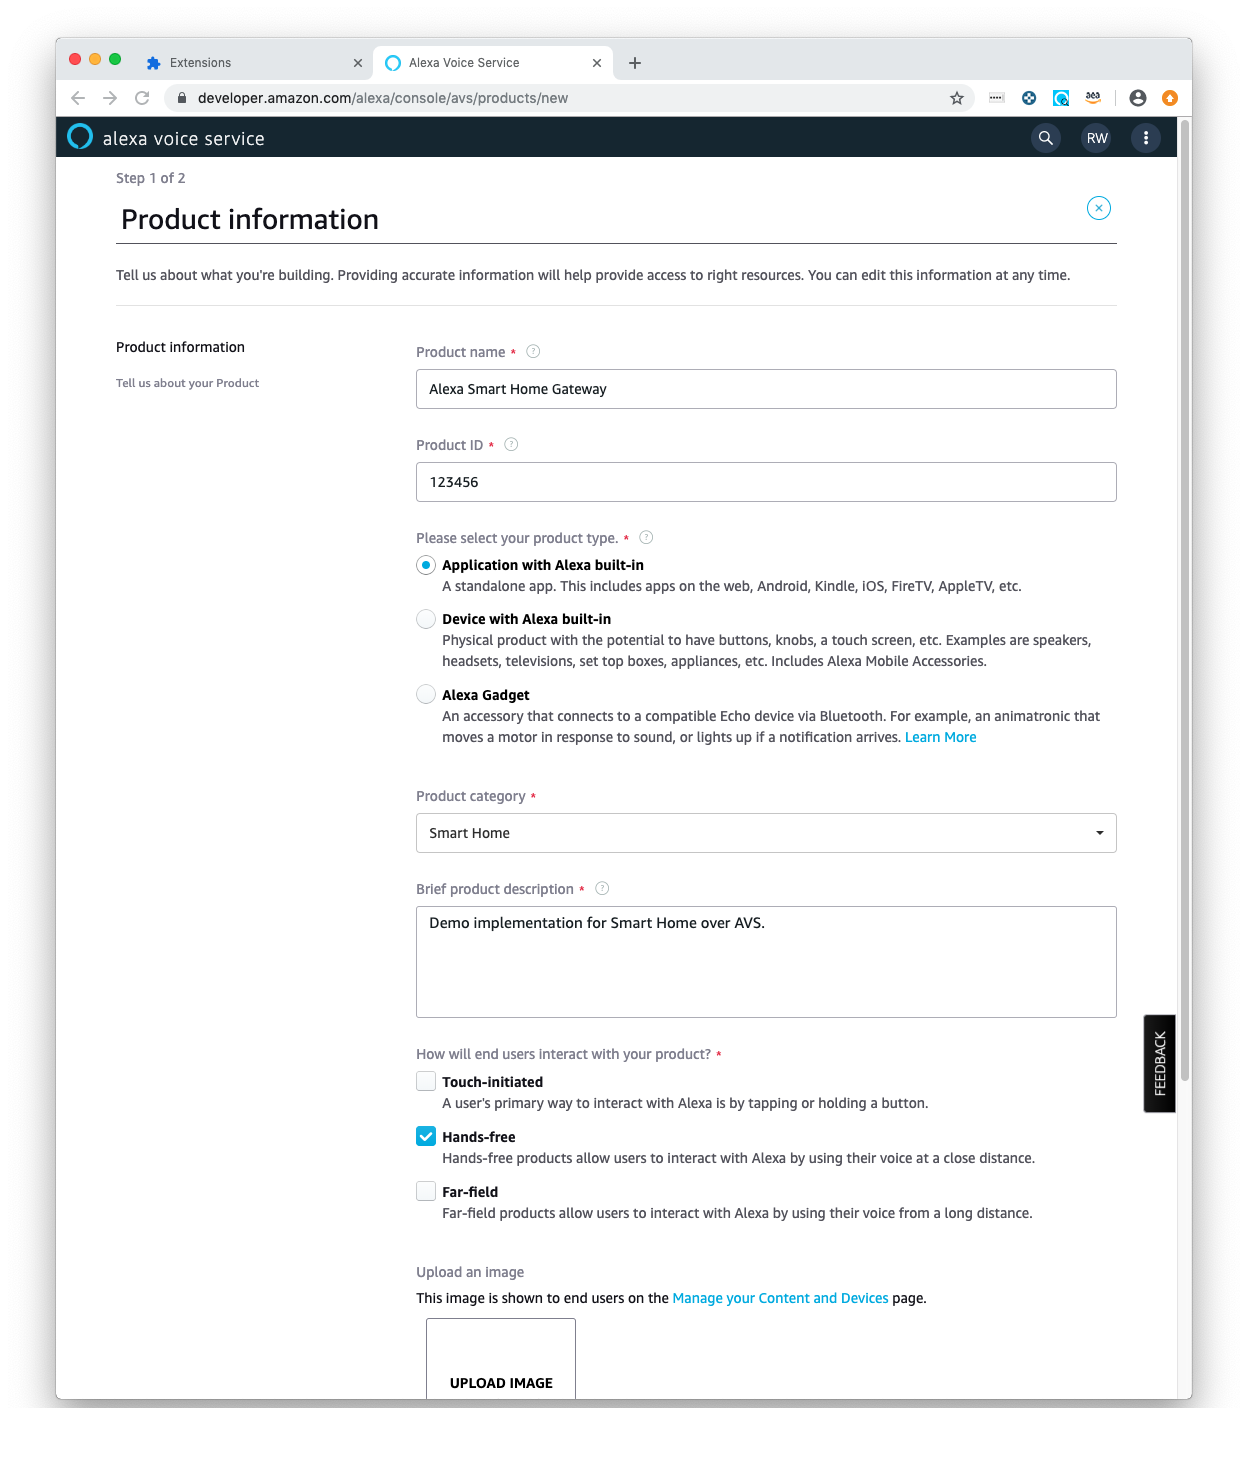 Extensions
Alexa Voice Service
developer.amazon.com/alexa/console/avs/products/new
alexa voice service
RW
Step 1 of 2
Product information
Tell us about what you're building. Providing accurate information will help provide access to right resources. You can edit this information at any time.
Product information
Tell us about your Product
Product name * ?
Alexa Smart Home Gateway
Product ID * ?
123456
Please select your product type. * ?
Application with Alexa built-in
A standalone app. This includes apps on the web, Android, Kindle, iOS, FireTV, AppleTV, etc.
Device with Alexa built-in
Physical product with the potential to have buttons, knobs, a touch screen, etc. Examples are speakers,
headsets, televisions, set top boxes, appliances, etc. Includes Alexa Mobile Accessories.
Alexa Gadget
An accessory that connects to a compatible Echo device via Bluetooth. For example, an animatronic that
moves a motor in response to sound, or lights up if a notification arrives. Learn More
Product category *
Smart Home
Brief product description * ?
Demo implementation for Smart Home over AVS.
How will end users interact with your product? *
Touch-initiated
A user's primary way to interact with Alexa is by tapping or holding a button.
Hands-free
Hands-free products allow users to interact with Alexa by using their voice at a close distance.
Far-field
Far-field products allow users to interact with Alexa by using their voice from a long distance.
FEEDBACK
Upload an image
This image is shown to end users on the Manage your Content and Devices page.
UPLOAD IMAGE